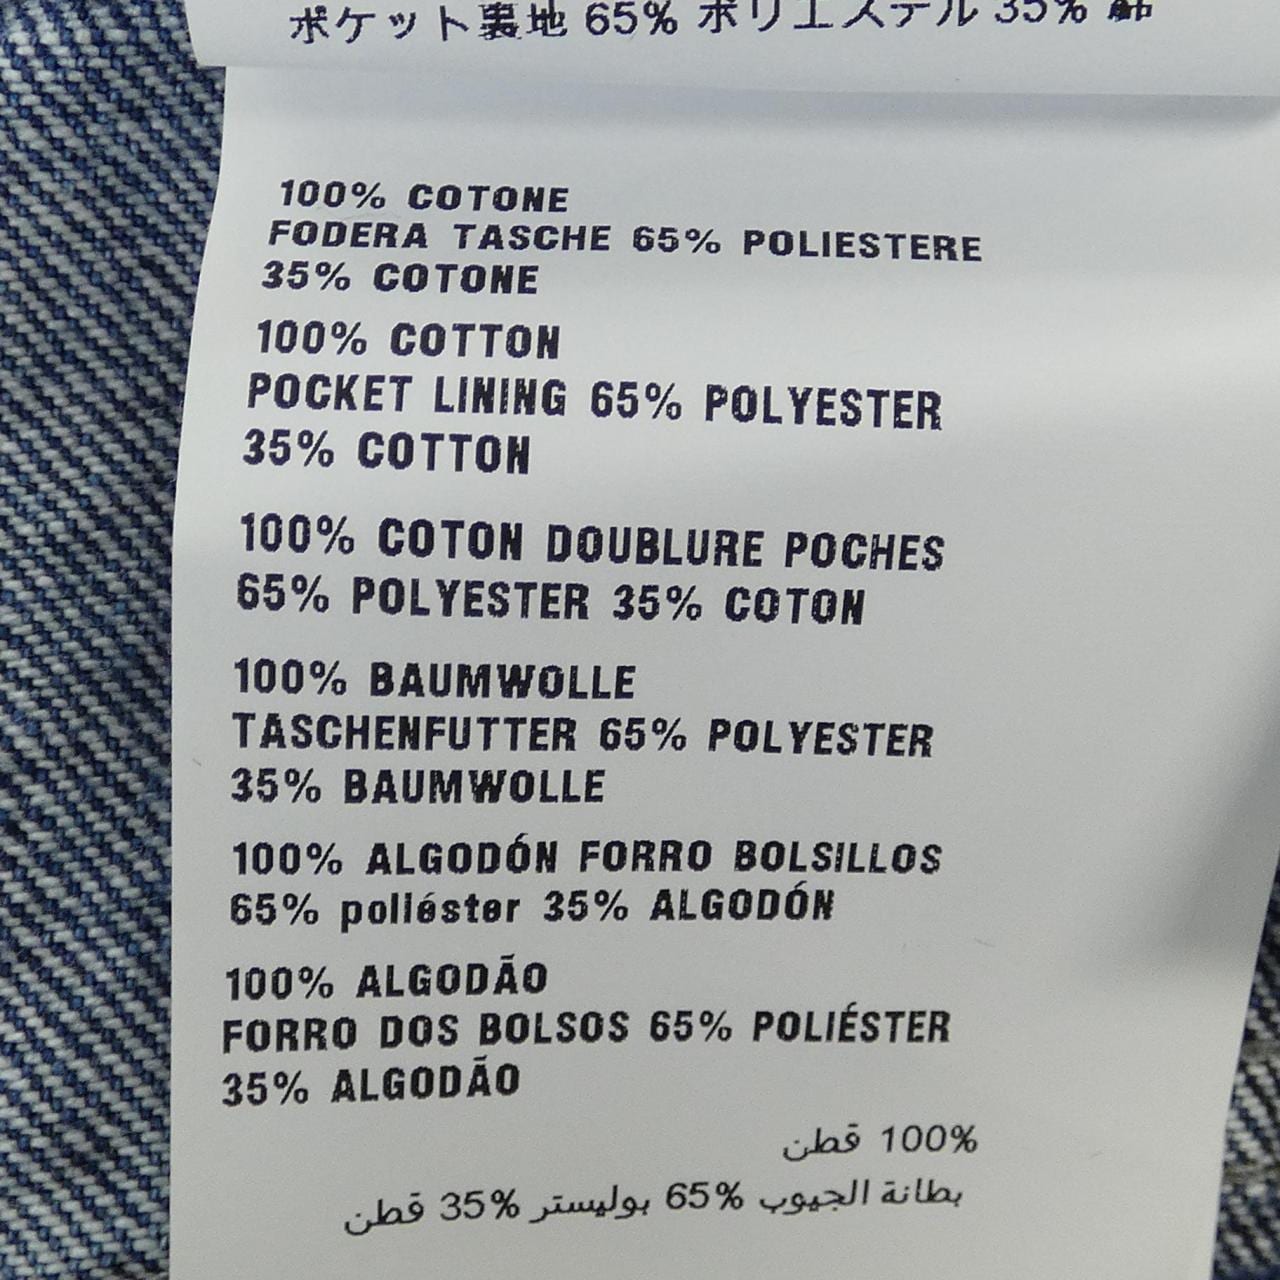 ポケット裏地 65% ポリエステル 35% 綿
100% COTONE
FODERA TASCHE 65% POLIESTERE
35% COTONE
100% COTTON
POCKET LINING 65% POLYESTER
35% COTTON
100% COTON DOUBLURE POCHES
65% POLYESTER 35% COTON
100% BAUMWOLLE
TASCHENFUTTER 65% POLYESTER
35% BAUMWOLLE
100% ALGODÓN FORRO BOLSILLOS
65% poliéster 35% ALGODÓN
100% ALGODÃO
FORRO DOS BOLSOS 65% POLIÉSTER
35% ALGODÃO
100% قطن
بطانة الجيوب 65% بوليستر 35% قطن